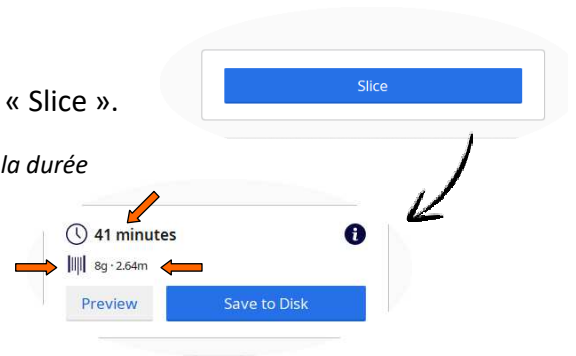 Slice
« Slice ».
la durée
41 minutes
8g · 2.64m
Preview
Save to Disk